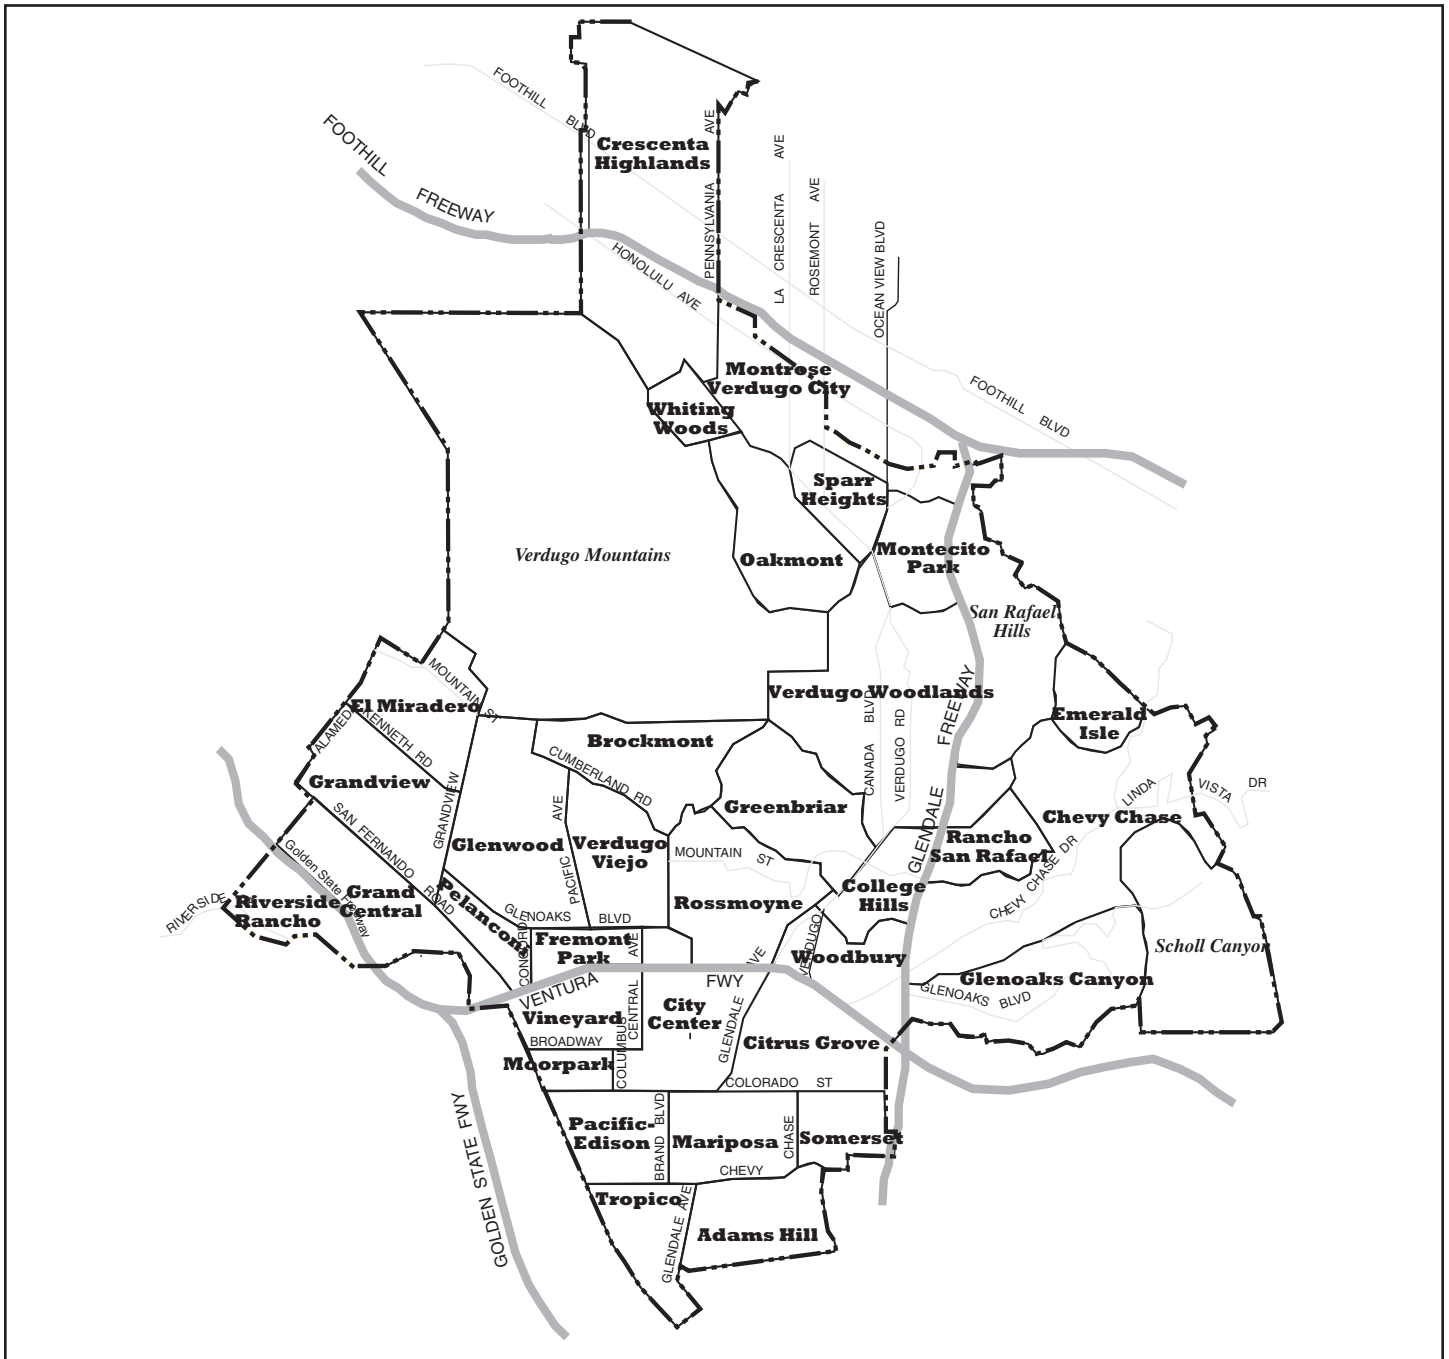 FOOTHILL
BLVD
FOOTHILL
FREEWAY
Crescenta
Highlands
PENNSYLVANIA AVE
LA CRESCENTA AVE
ROSEMONT AVE
OCEAN VIEW BLVD
HONOLULU AVE
Montrose
Verdugo City
FOOTHILL BLVD
Whiting
Woods
Sparr
Heights
Verdugo Mountains
Oakmont
Montecito
Park
San Rafael
Hills
MOUNTAIN ST
El Miradero
Verdugo Woodlands
ALAMEDA
KENNETH RD
Emerald
Isle
Brockmont
CUMBERLAND RD
CANADA BLVD
VERDUGO RD
GLENDALE FREEWAY
Grandview
GRANDVIEW
LINDA VISTA DR
Greenbriar
Chevy Chase
SAN FERNANDO ROAD
Glenwood
PACIFIC AVE
Verdugo
Viejo
MOUNTAIN ST
Rancho
San Rafael
CHEVY CHASE DR
Golden State Freeway
RIVERSIDE
Riverside
Rancho
Grand
Central
Pelanconi
GLENOAKS BLVD
Rossmoyne
College
Hills
CONCORD
Fremont
Park
VERDUGO
Woodbury
Scholl Canyon
Glenoaks Canyon
GLENOAKS BLVD
VENTURA FWY
CENTRAL AVE
GLENDALE AVE
Vineyard
City
Center
BROADWAY
COLUMBUS
Citrus Grove
Moorpark
COLORADO ST
GOLDEN STATE FWY
Pacific-
Edison
BRAND BLVD
Mariposa
CHEVY CHASE
Somerset
Tropico
GLENDALE AVE
Adams Hill